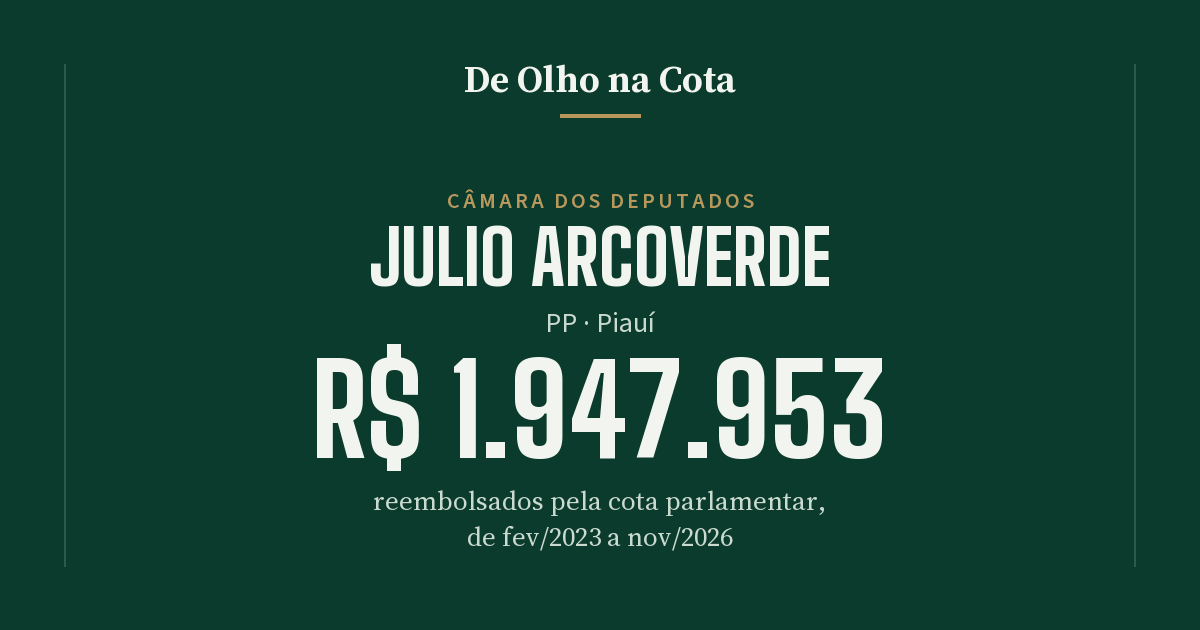 De Olho na Cota
CÂMARA DOS DEPUTADOS
JULIO ARCOVERDE
PP · Piauí
R$ 1.947.953
reembolsados pela cota parlamentar,
de fev/2023 a nov/2026